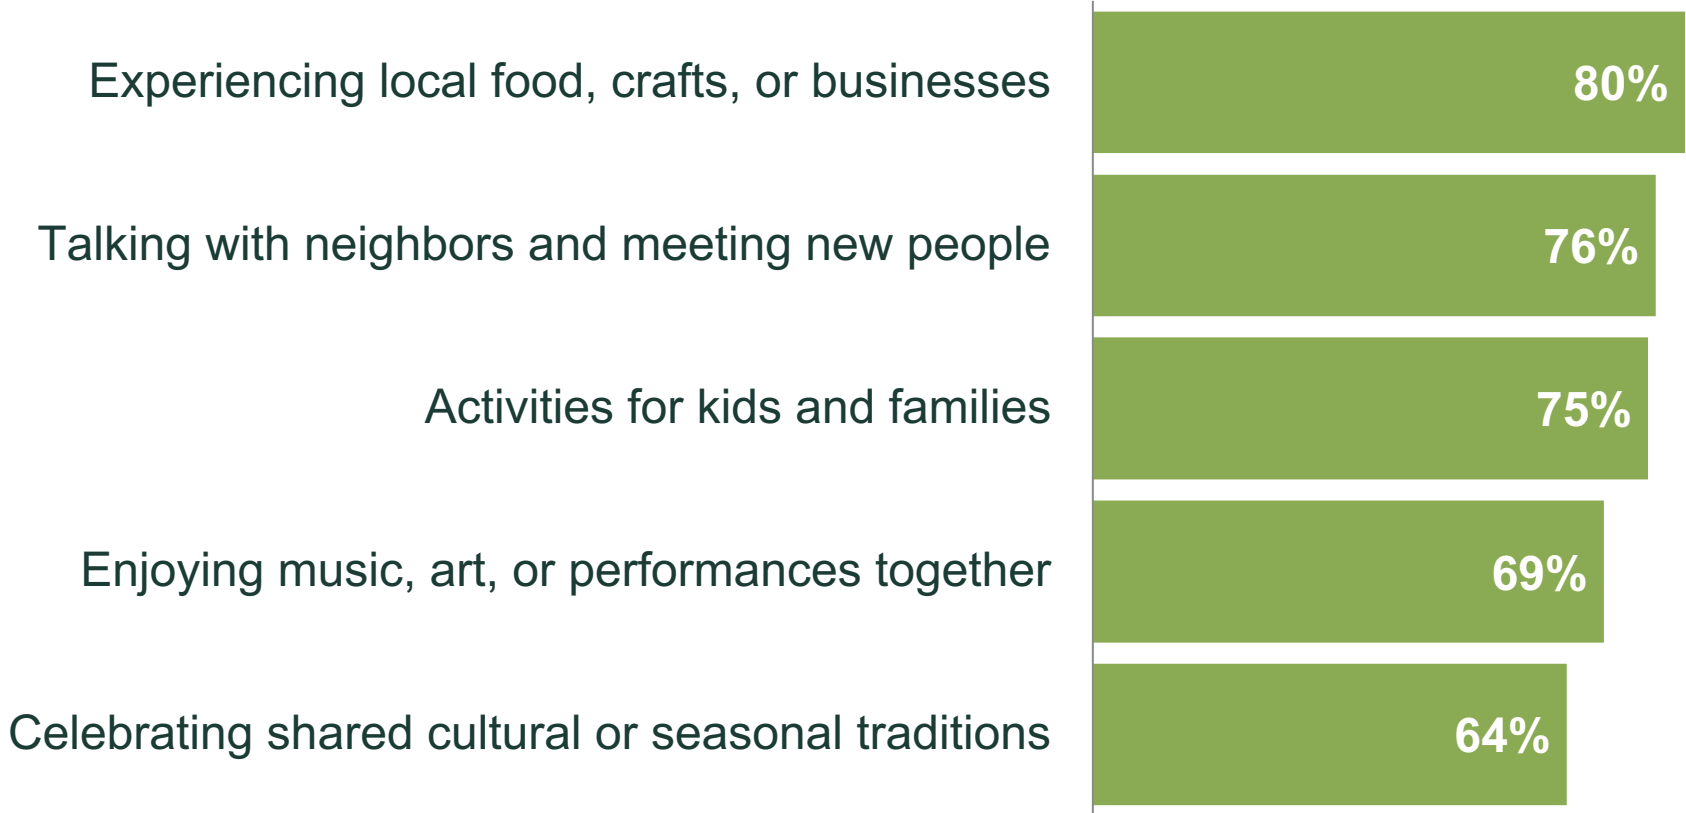 Experiencing local food, crafts, or businesses 80%
Talking with neighbors and meeting new people 76%
Activities for kids and families 75%
Enjoying music, art, or performances together 69%
Celebrating shared cultural or seasonal traditions 64%